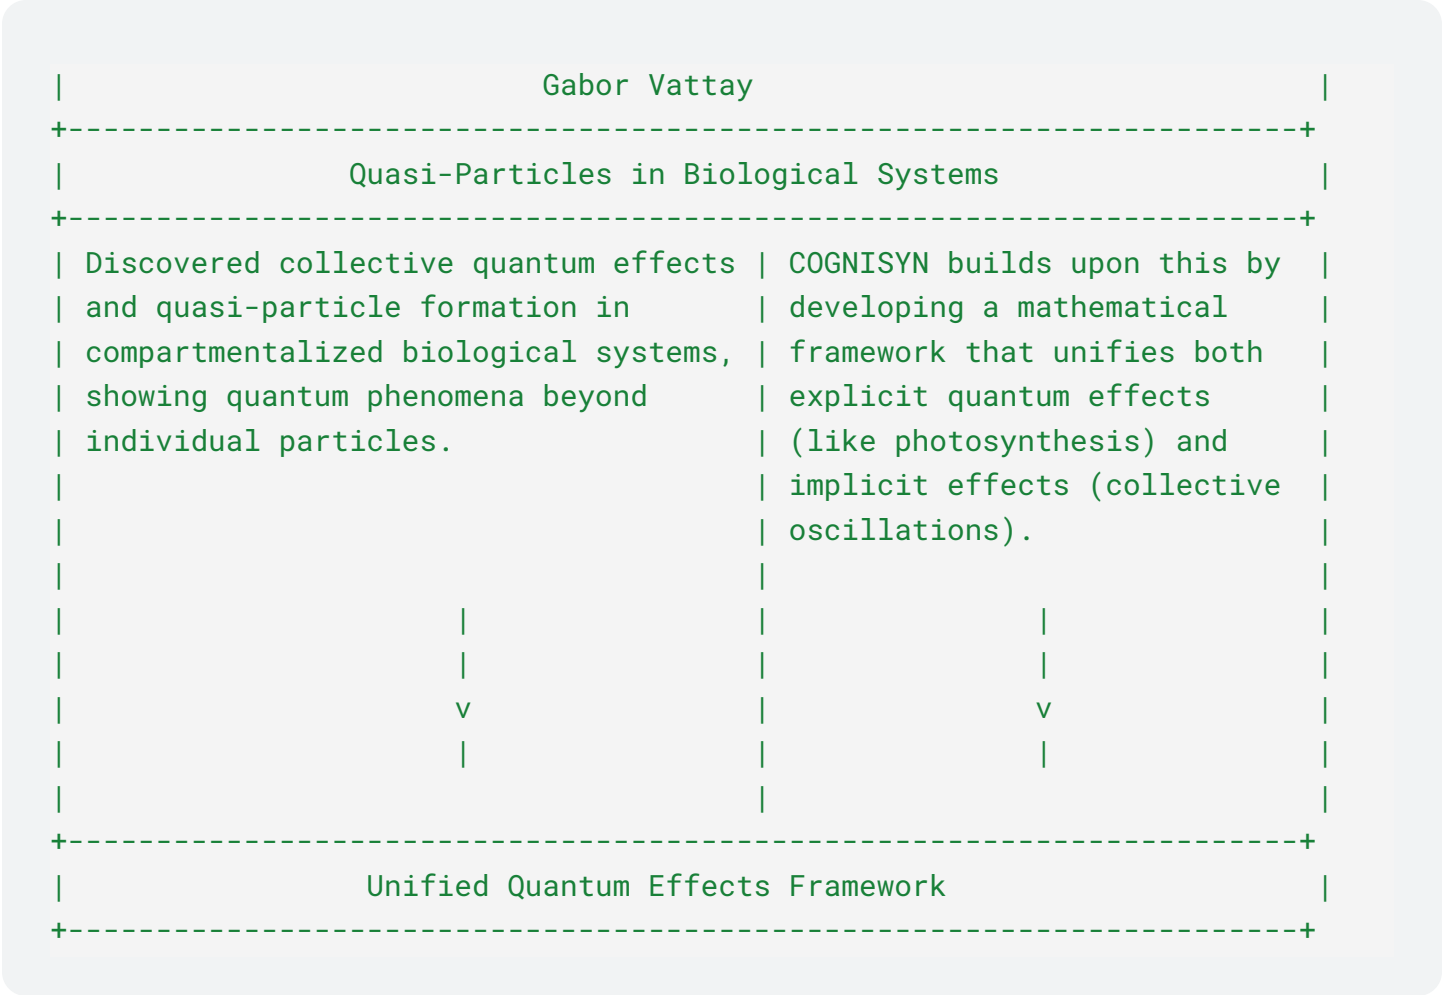 | Gabor Vattay |
+----------------------------------------------------------------------+
| Quasi-Particles in Biological Systems |
+----------------------------------------------------------------------+
| Discovered collective quantum effects | COGNISYN builds upon this by |
| and quasi-particle formation in | developing a mathematical |
| compartmentalized biological systems, | framework that unifies both |
| showing quantum phenomena beyond | explicit quantum effects |
| individual particles. | (like photosynthesis) and |
| | implicit effects (collective |
| | oscillations). |
| | |
| | | | |
| | | | |
| v | v |
| | | | |
| | |
+----------------------------------------------------------------------+
| Unified Quantum Effects Framework |
+----------------------------------------------------------------------+